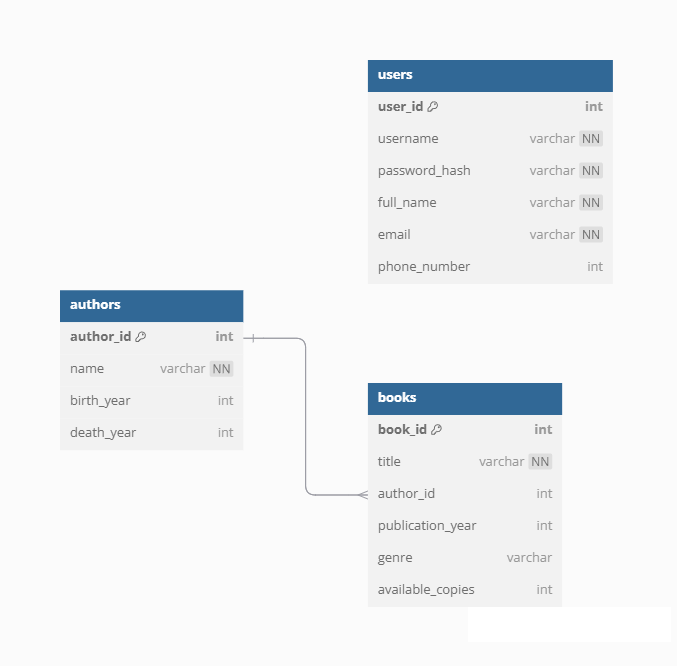 users
user_id int
username varchar NN
password_hash varchar NN
full_name varchar NN
email varchar NN
phone_number int
authors
author_id int
name varchar NN
birth_year int
death_year int
books
book_id int
title varchar NN
author_id int
publication_year int
genre varchar
available_copies int